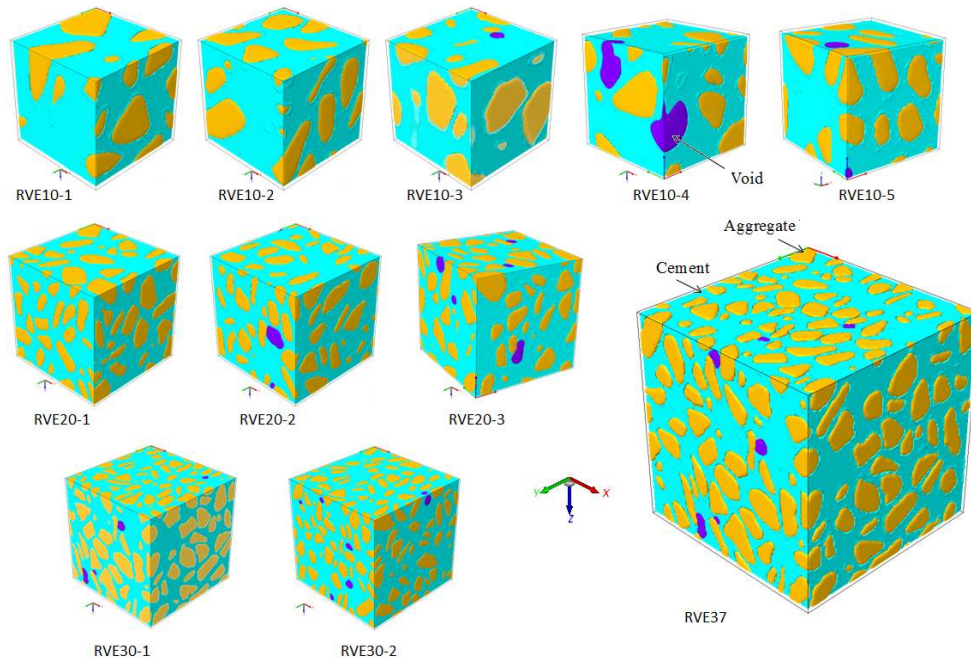 RVE10-1
RVE10-2
RVE10-3
RVE10-4
Void
RVE10-5
Aggregate
Cement
RVE20-1
RVE20-2
RVE20-3
Y
X
Z
RVE37
RVE30-1
RVE30-2